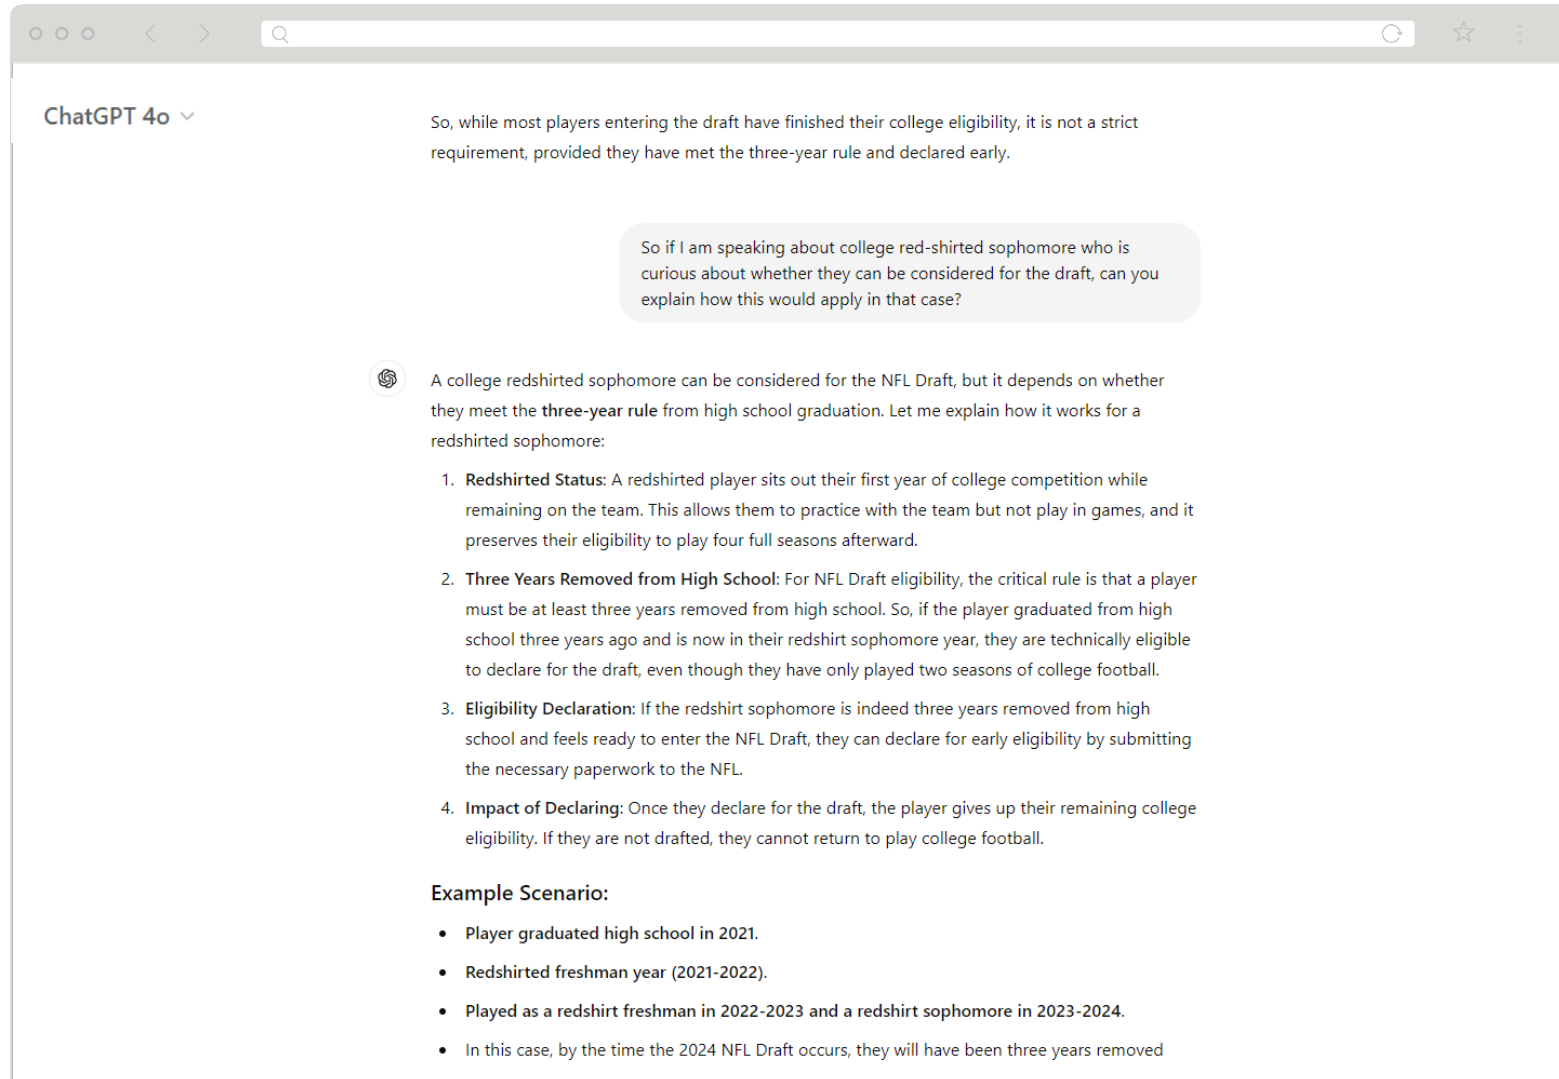 ChatGPT 4o
So, while most players entering the draft have finished their college eligibility, it is not a strict
requirement, provided they have met the three-year rule and declared early.
So if I am speaking about college red-shirted sophomore who is
curious about whether they can be considered for the draft, can you
explain how this would apply in that case?
A college redshirted sophomore can be considered for the NFL Draft, but it depends on whether
they meet the three-year rule from high school graduation. Let me explain how it works for a
redshirted sophomore:
1. Redshirted Status: A redshirted player sits out their first year of college competition while
remaining on the team. This allows them to practice with the team but not play in games, and it
preserves their eligibility to play four full seasons afterward.
2. Three Years Removed from High School: For NFL Draft eligibility, the critical rule is that a player
must be at least three years removed from high school. So, if the player graduated from high
school three years ago and is now in their redshirt sophomore year, they are technically eligible
to declare for the draft, even though they have only played two seasons of college football.
3. Eligibility Declaration: If the redshirt sophomore is indeed three years removed from high
school and feels ready to enter the NFL Draft, they can declare for early eligibility by submitting
the necessary paperwork to the NFL.
4. Impact of Declaring: Once they declare for the draft, the player gives up their remaining college
eligibility. If they are not drafted, they cannot return to play college football.
Example Scenario:
• Player graduated high school in 2021.
• Redshirted freshman year (2021-2022).
• Played as a redshirt freshman in 2022-2023 and a redshirt sophomore in 2023-2024.
• In this case, by the time the 2024 NFL Draft occurs, they will have been three years removed